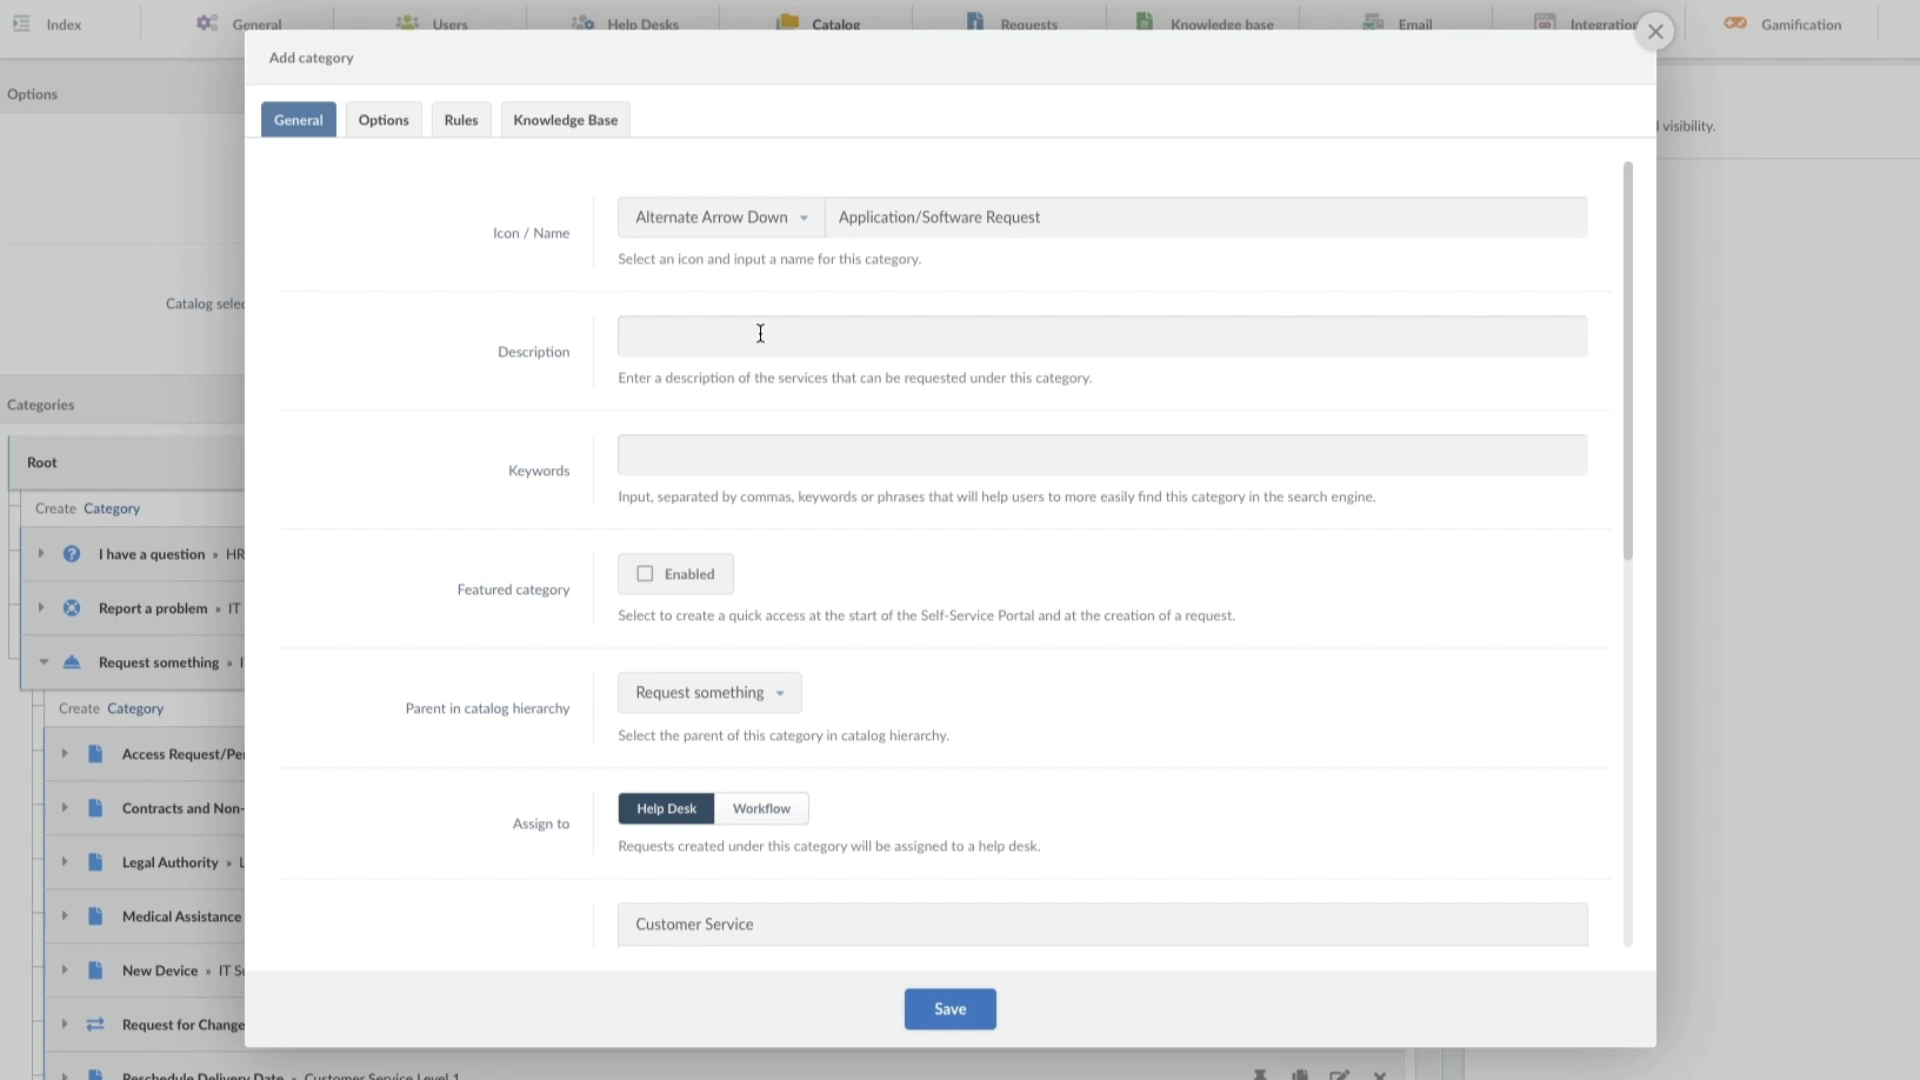 Index
General
Users
Help Desks
Catalog
Requests
Knowledge base
Email
Gamification
Add category
Options
General
Options
Rules
Knowledge Base
visibility.
Icon / Name
Alternate Arrow Down
Application/Software Request
Select an icon and input a name for this category.
Catalog
Description
Enter a description of the services that can be requested under this category.
Categories
Root
Keywords
Input, separated by commas, keywords or phrases that will help users to more easily find this category in the search engine.
Create Category
I have a question » HR
Report a problem » IT
Request something »
Featured category
Enabled
Select to create a quick access at the start of the Self-Service Portal and at the creation of a request.
Parent in catalog hierarchy
Request something
Select the parent of this category in catalog hierarchy.
Create Category
Access
Contracts and Non-
Legal Authority »
Medical Assistance
New Device » IT
Request for Change
Assign to
Help Desk
Workflow
Requests created under this category will be assigned to a help desk.
Customer Service
Save
Reschedule Delivery Date » Customer Service Level 1